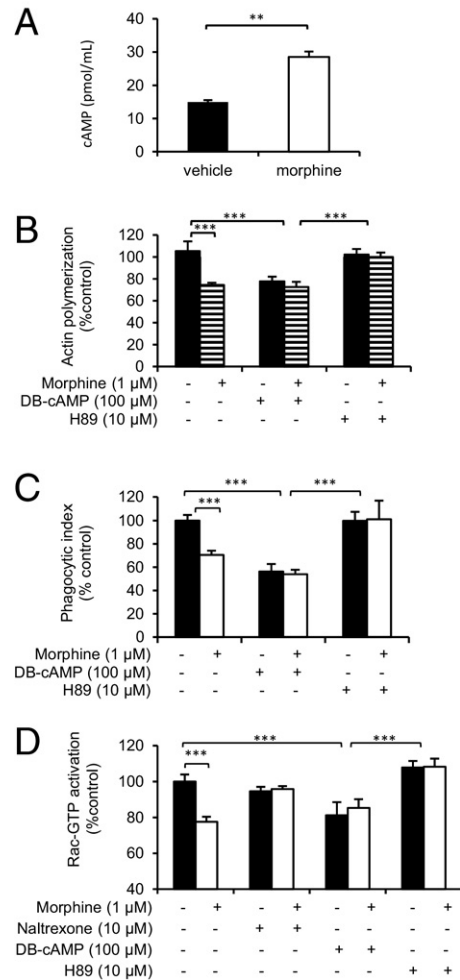 A
**
40
30
20
10
0
cAMP (pmol/mL)
vehicle morphine
B
*** ***
***
120
100
80
60
40
20
0
Actin polymerization
(%control)
Morphine (1 µM) - + - + - +
DB-cAMP (100 µM) - - + + - -
H89 (10 µM) - - - - + +
C
*** ***
***
120
100
80
60
40
20
0
Phagocytic index
(% control)
Morphine (1 µM) - + - + - +
DB-cAMP (100 µM) - - + + - -
H89 (10 µM) - - - - + +
D
*** ***
***
120
100
80
60
40
Rac-GTP activation
(%control)
Morphine (1 µM) - + - + - + - +
Naltrexone (10 µM) - - + + - - - -
DB-cAMP (100 µM) - - - - + + - -
H89 (10 µM) - - - - - - + +